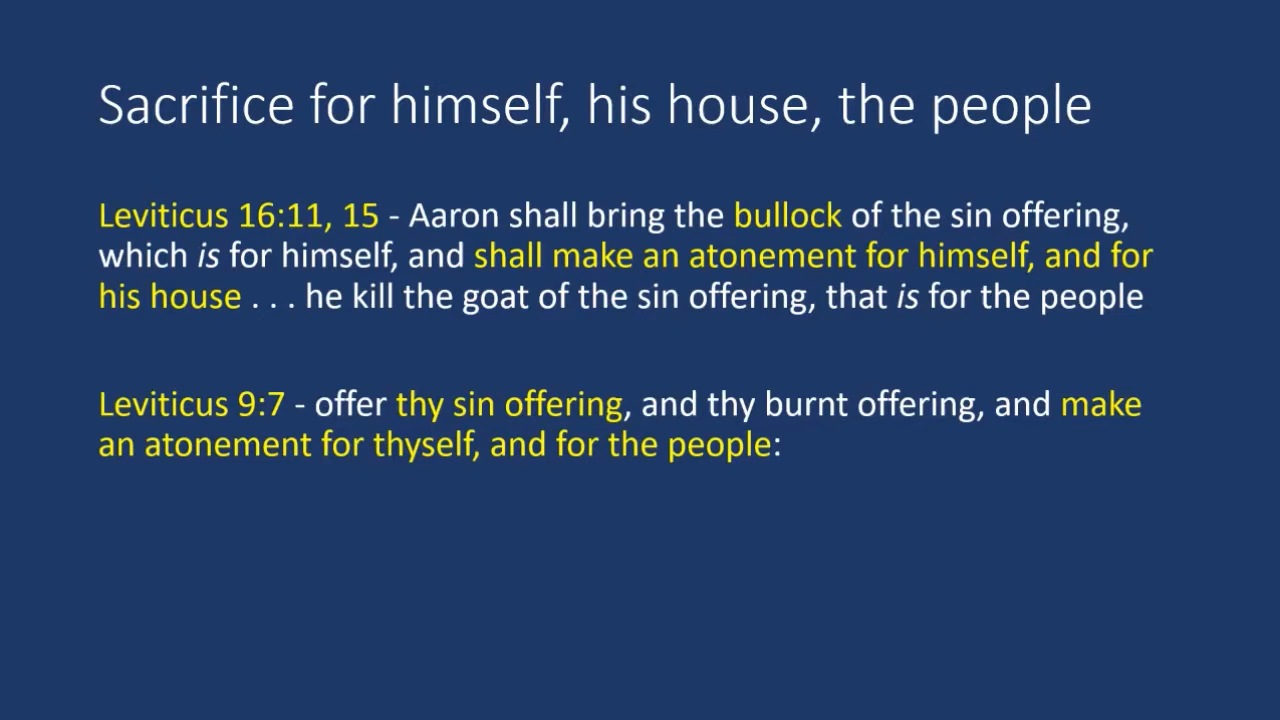 Sacrifice for himself, his house, the people
Leviticus 16:11, 15 - Aaron shall bring the bullock of the sin offering,
which is for himself, and shall make an atonement for himself, and for
his house . . . he kill the goat of the sin offering, that is for the people
Leviticus 9:7 - offer thy sin offering, and thy burnt offering, and make
an atonement for thyself, and for the people: